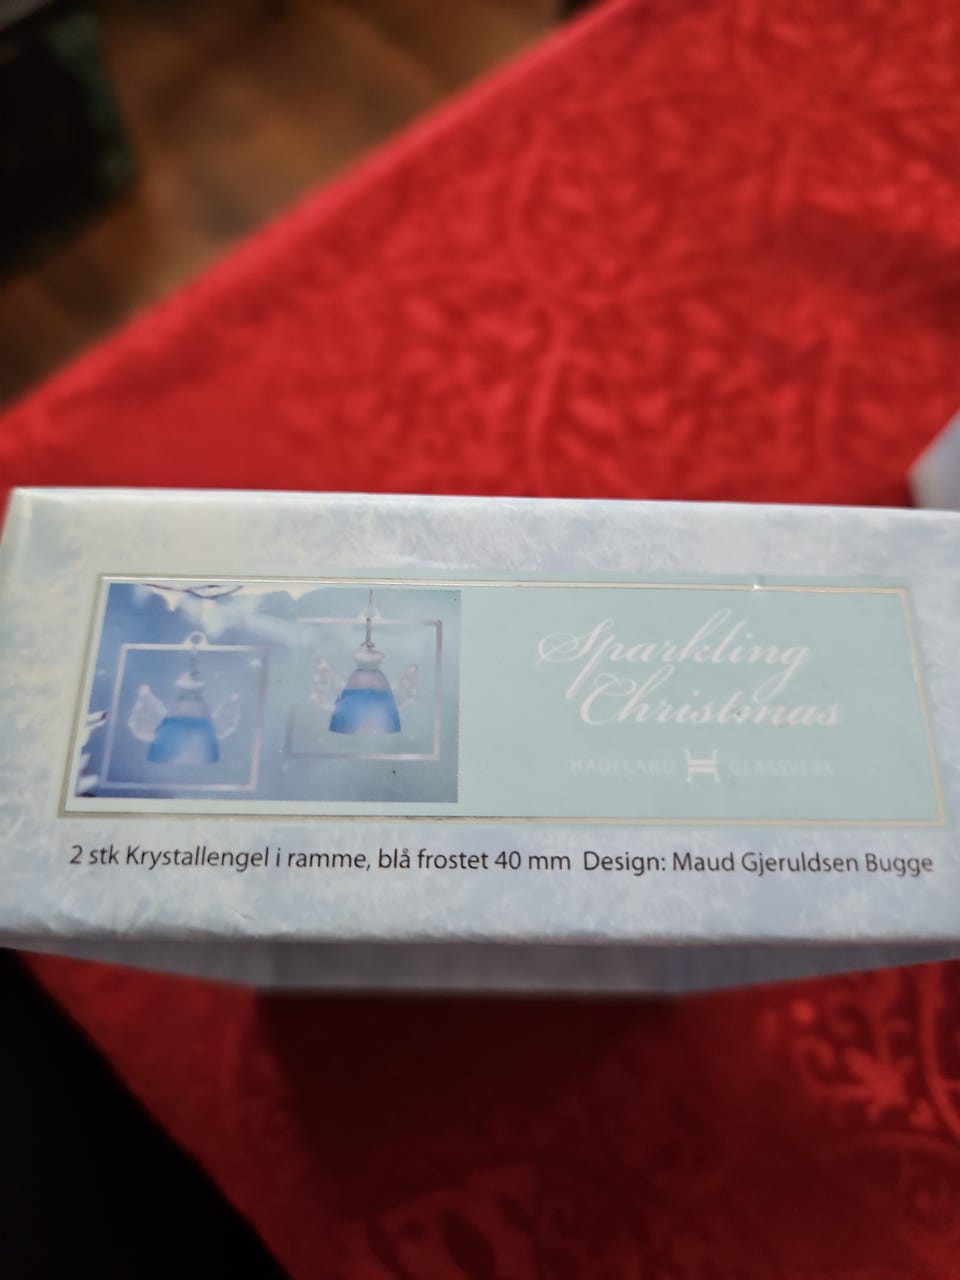 Sparkling
Christmas
HADELAND GLASSVERK
2 stk Krystallengel i ramme, blå frostet 40 mm Design: Maud Gjeruldsen Bugge